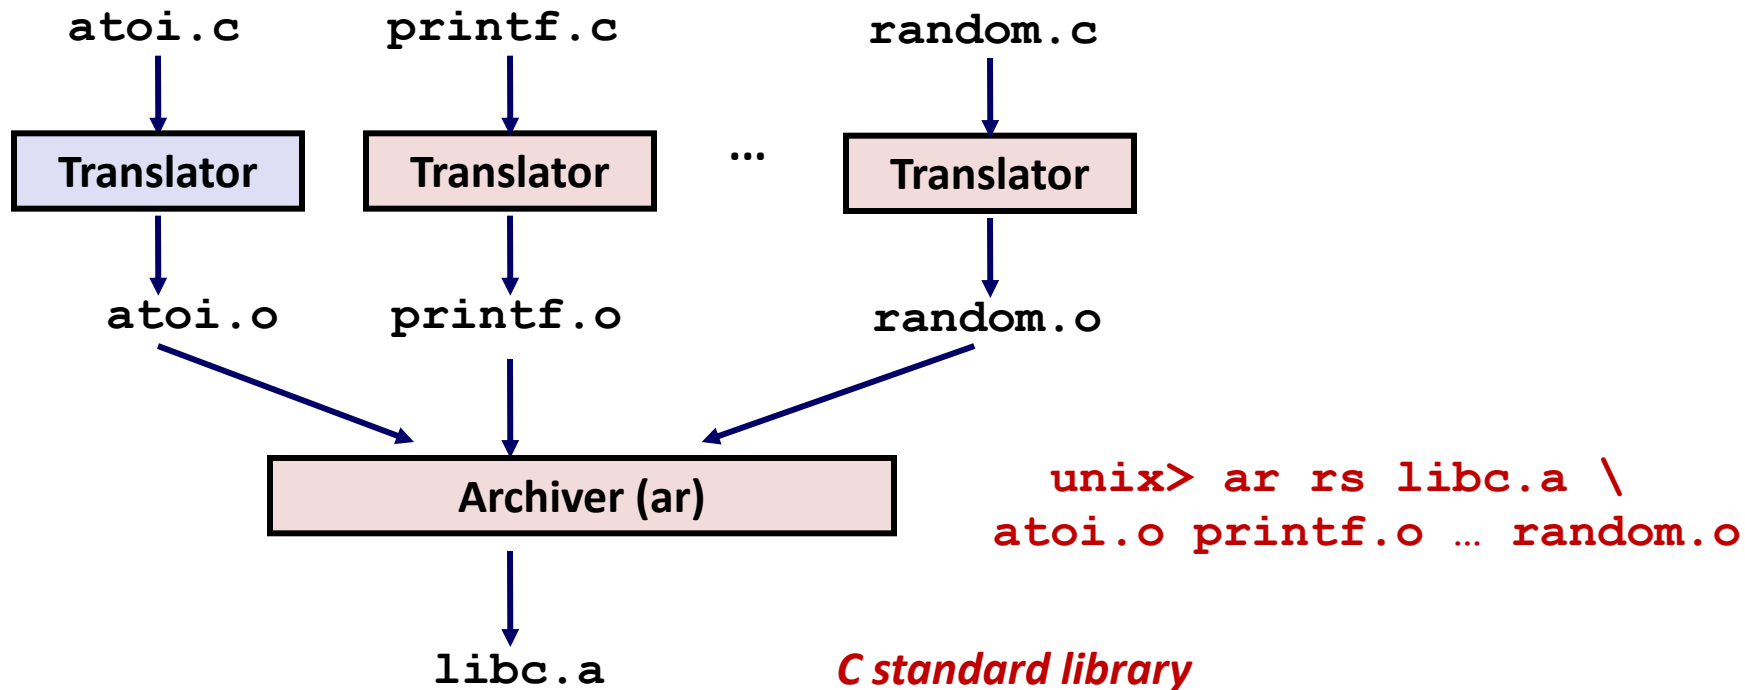 atoi.c printf.c random.c
Translator Translator … Translator
atoi.o printf.o random.o
Archiver (ar)
unix> ar rs libc.a \
atoi.o printf.o … random.o
libc.a
C standard library